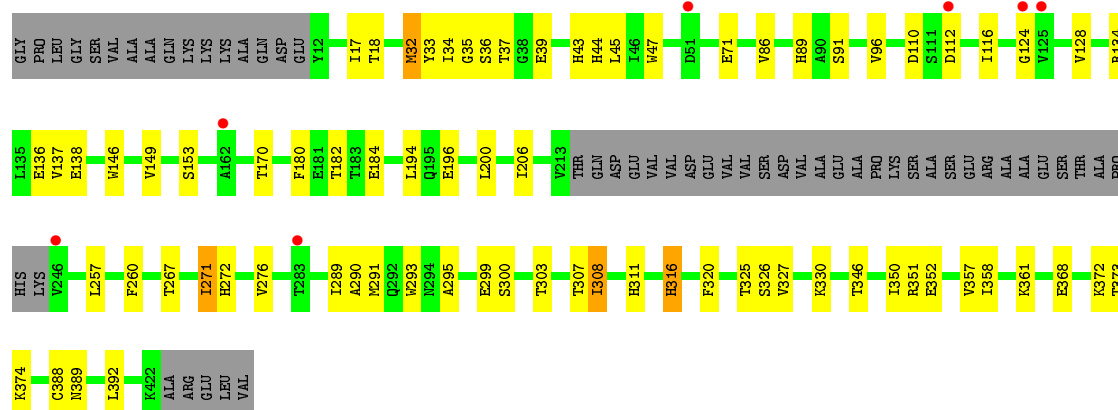 GLY PRO LEU GLY SER VAL ALA ALA GLN LYS LYS LYS ALA GLN ASP GLU Y12 I17 T18 M32 Y33 I34 G35 S36 T37 G38 E39 H43 H44 L45 I46 W47 D51 E71 V86 H89 A90 S91 V96 D110 S111 D112 I116 G124 V125 V128 R134
L135 E136 V137 E138 W146 V149 S153 A162 T170 F180 E181 T182 T183 E184 L194 Q195 E196 L200 I206 V213 THR GLN ASP GLU VAL VAL ASP GLU VAL VAL SER ASP VAL ALA GLU ALA PRO LYS SER ALA SER GLU ARG ALA ALA GLU SER THR ALA PRO
HIS LYS V246 L257 F260 T267 I271 H272 V276 T283 I289 A290 M291 Q292 W293 N294 A295 E299 S300 T303 T307 I308 H311 H316 F320 T325 S326 V327 K330 T346 I350 R351 E352 V357 I358 K361 E368 K372 T373
K374 C388 N389 L392 K422 ALA ARG GLU LEU VAL